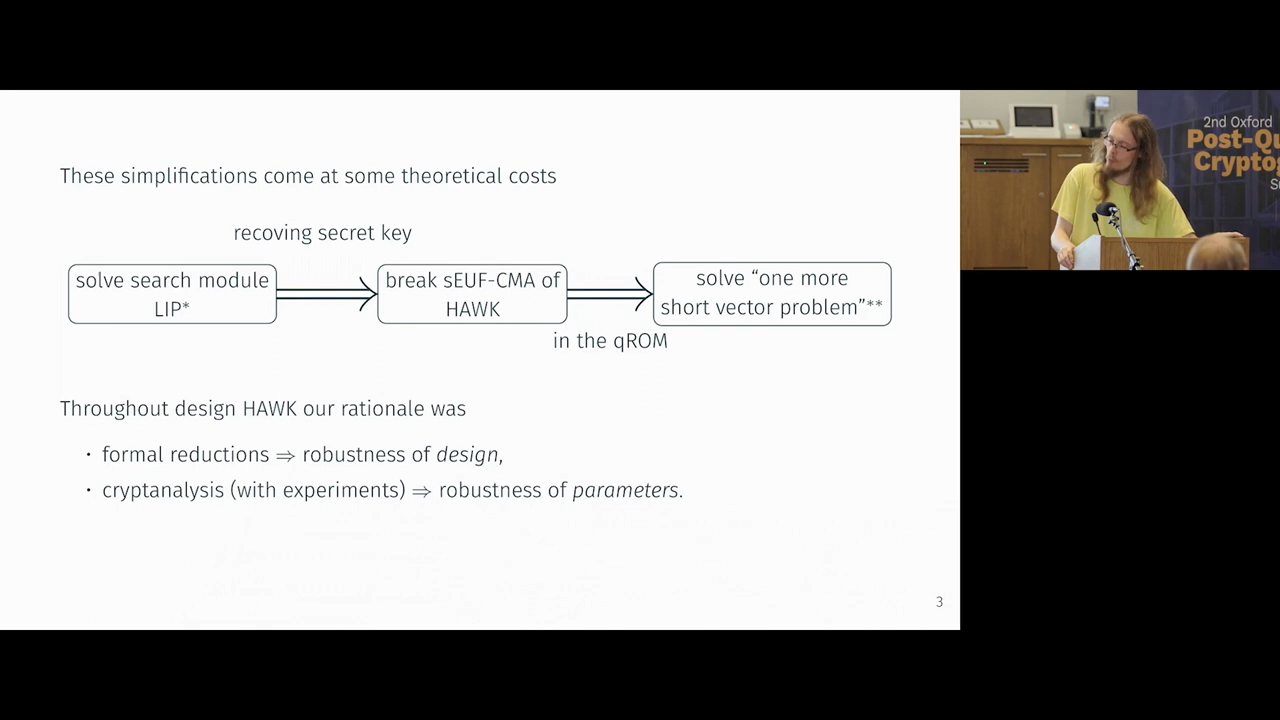 These simplifications come at some theoretical costs
recoving secret key
solve search module
LIP*
break sEUF-CMA of
HAWK
solve “one more
short vector problem”**
in the qROM
Throughout design HAWK our rationale was
· formal reductions ⇒ robustness of design,
· cryptanalysis (with experiments) ⇒ robustness of parameters.
3
2nd Oxford
Post-Qu
Cryptog